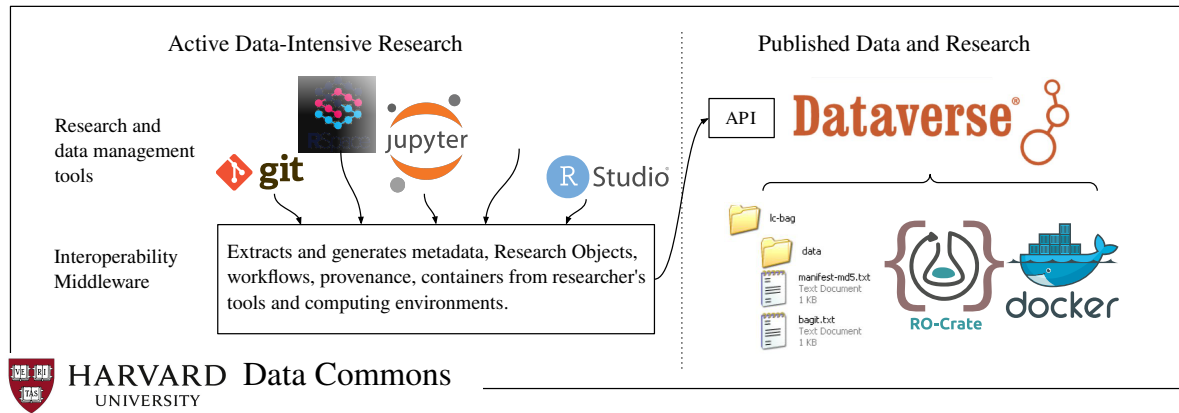 Active Data-Intensive Research
Published Data and Research
Research and
data management
tools
git
jupyter
R Studio®
API
Dataverse®
Interoperability
Middleware
Extracts and generates metadata, Research Objects,
workflows, provenance, containers from researcher's
tools and computing environments.
lc-bag
data
manifest-md5.txt
Text Document
1 KB
bagit.txt
Text Document
1 KB
RO-Crate
docker
VE RI
TAS
HARVARD
UNIVERSITY
Data Commons